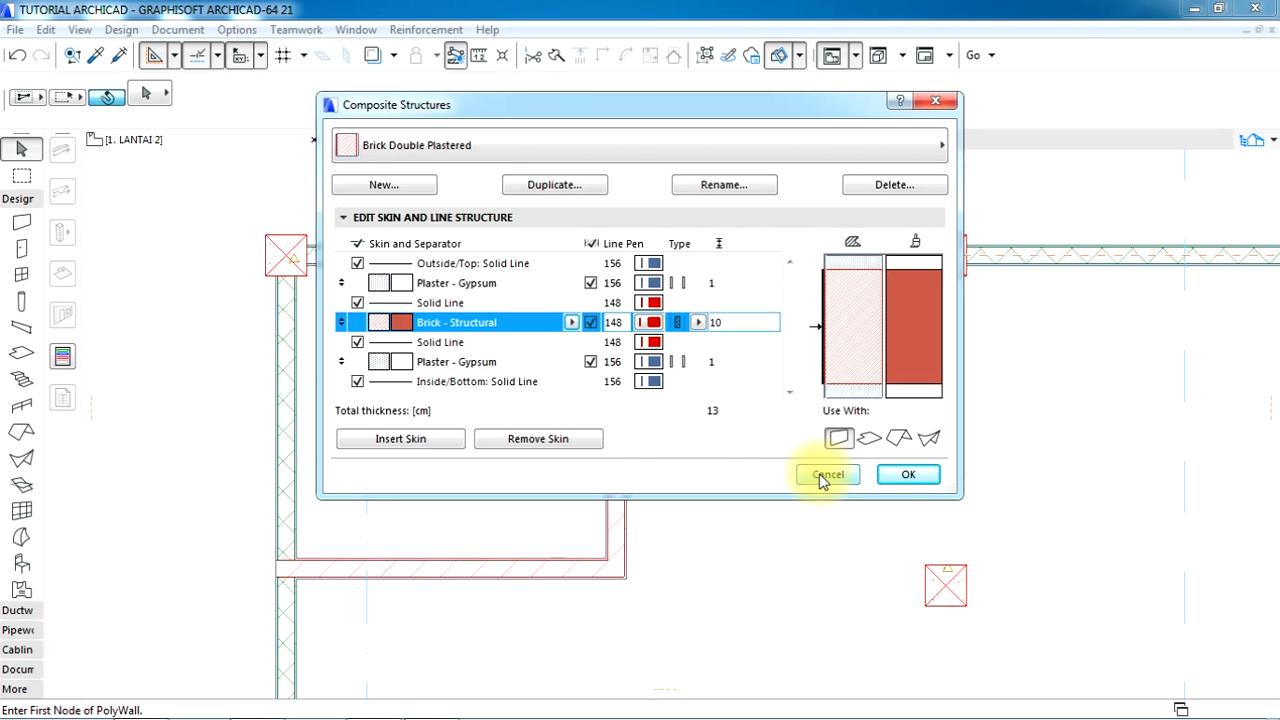 TUTORIAL ARCHICAD - GRAPHISOFT ARCHICAD-64 21
File Edit View Design Document Options Teamwork Window Reinforcement Help
Go
[1. LANTAI 2]
Composite Structures
Brick Double Plastered
New... Duplicate... Rename... Delete...
EDIT SKIN AND LINE STRUCTURE
Skin and Separator Line Pen Type
Outside/Top: Solid Line 156
Plaster - Gypsum 156 1
Solid Line 148
Brick - Structural 148 10
Solid Line 148
Plaster - Gypsum 156 1
Inside/Bottom: Solid Line 156
Total thickness: [cm] 13 Use With:
Insert Skin Remove Skin
Cancel OK
Desigr
Ductw
Pipewo
Cablin
Docum
More
Enter First Node of PolyWall.